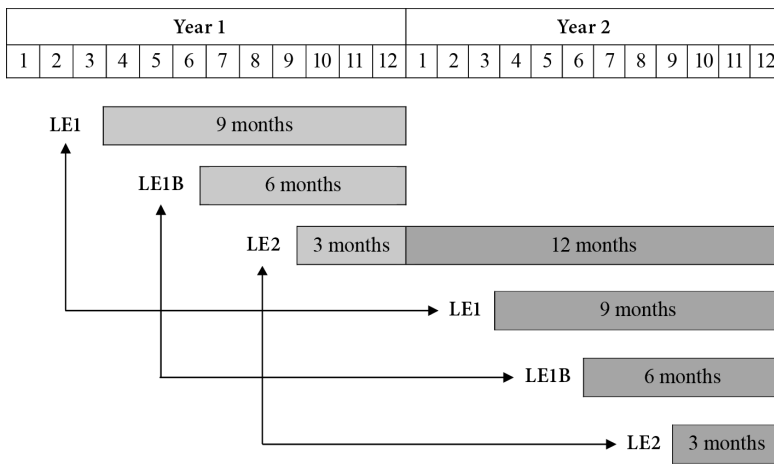 Year 1 Year 2
1 2 3 4 5 6 7 8 9 10 11 12 1 2 3 4 5 6 7 8 9 10 11 12
LE1 9 months
LE1B 6 months
LE2 3 months 12 months
LE1 9 months
LE1B 6 months
LE2 3 months